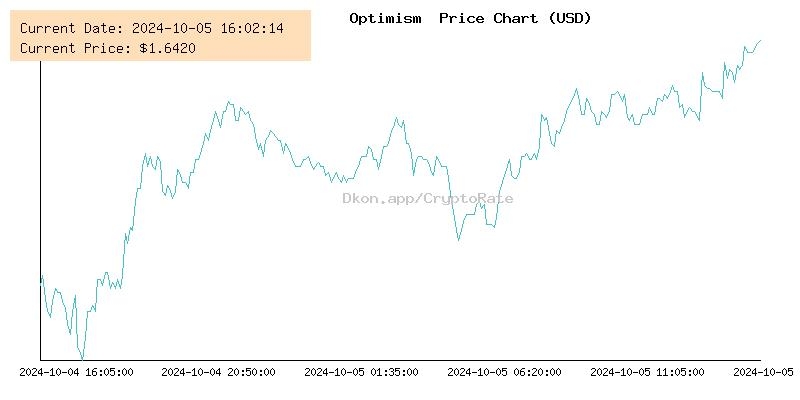 Optimism  Price Chart (USD)
Current Date: 2024-10-05 16:02:14
Current Price: $1.6420
Dkon.app/CryptoRate
2024-10-04 16:05:00 2024-10-04 20:50:00 2024-10-05 01:35:00 2024-10-05 06:20:00 2024-10-05 11:05:00 2024-10-05